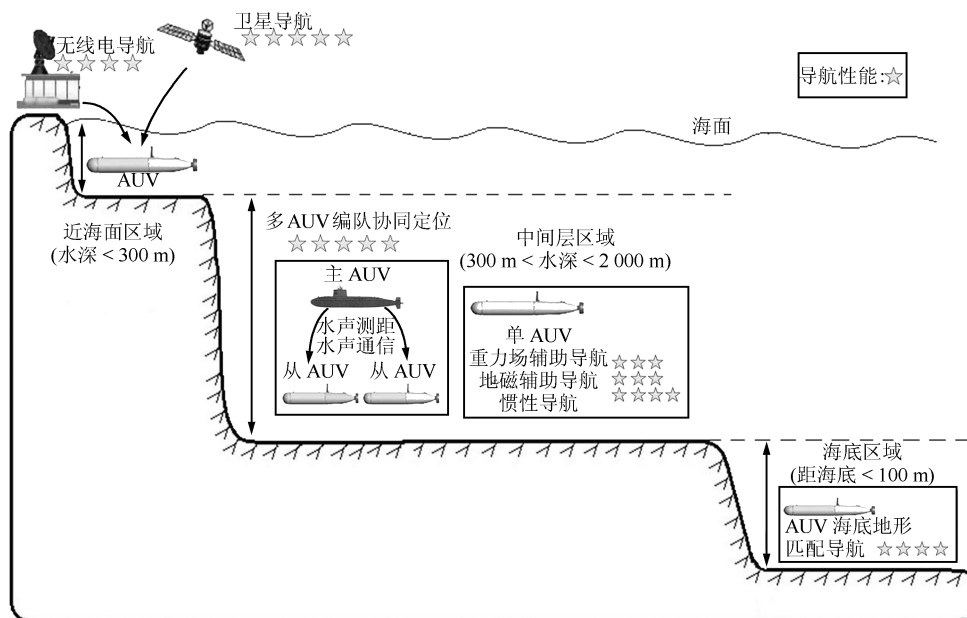 卫星导航
☆☆☆☆☆
无线电导航
☆☆☆☆
导航性能:☆
海面
AUV
近海面区域
(水深 < 300 m)
多AUV编队协同定位
☆☆☆☆☆
主 AUV
水声测距
水声通信
从 AUV 从 AUV
中间层区域
(300 m < 水深 < 2 000 m)
单 AUV
重力场辅助导航 ☆☆☆
地磁辅助导航 ☆☆☆
惯性导航 ☆☆☆☆
海底区域
(距海底 < 100 m)
AUV 海底地形
匹配导航 ☆☆☆☆